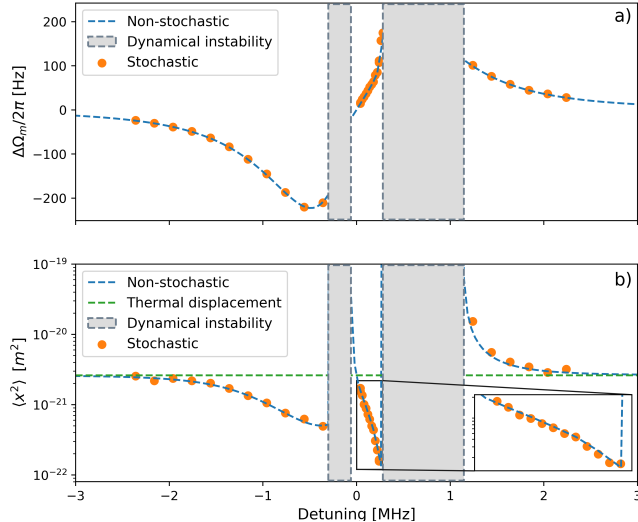 200
100
0
−100
−200
ΔΩm/2π [Hz]
Non-stochastic
Dynamical instability
Stochastic
a)
10−19
10−20
10−21
10−22
⟨x²⟩ [m²]
Non-stochastic
Thermal displacement
Dynamical instability
Stochastic
b)
−3 −2 −1 0 1 2 3
Detuning [MHz]